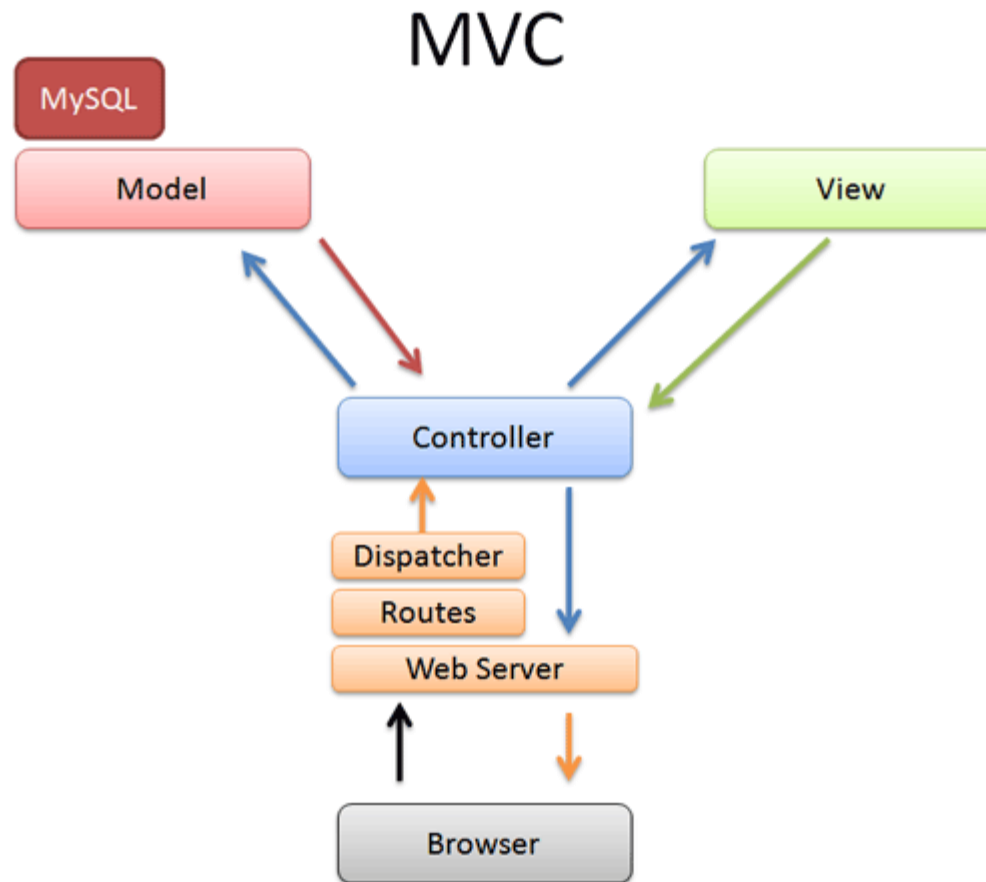 MVC
MySQL
Model
View
Controller
Dispatcher
Routes
Web Server
Browser